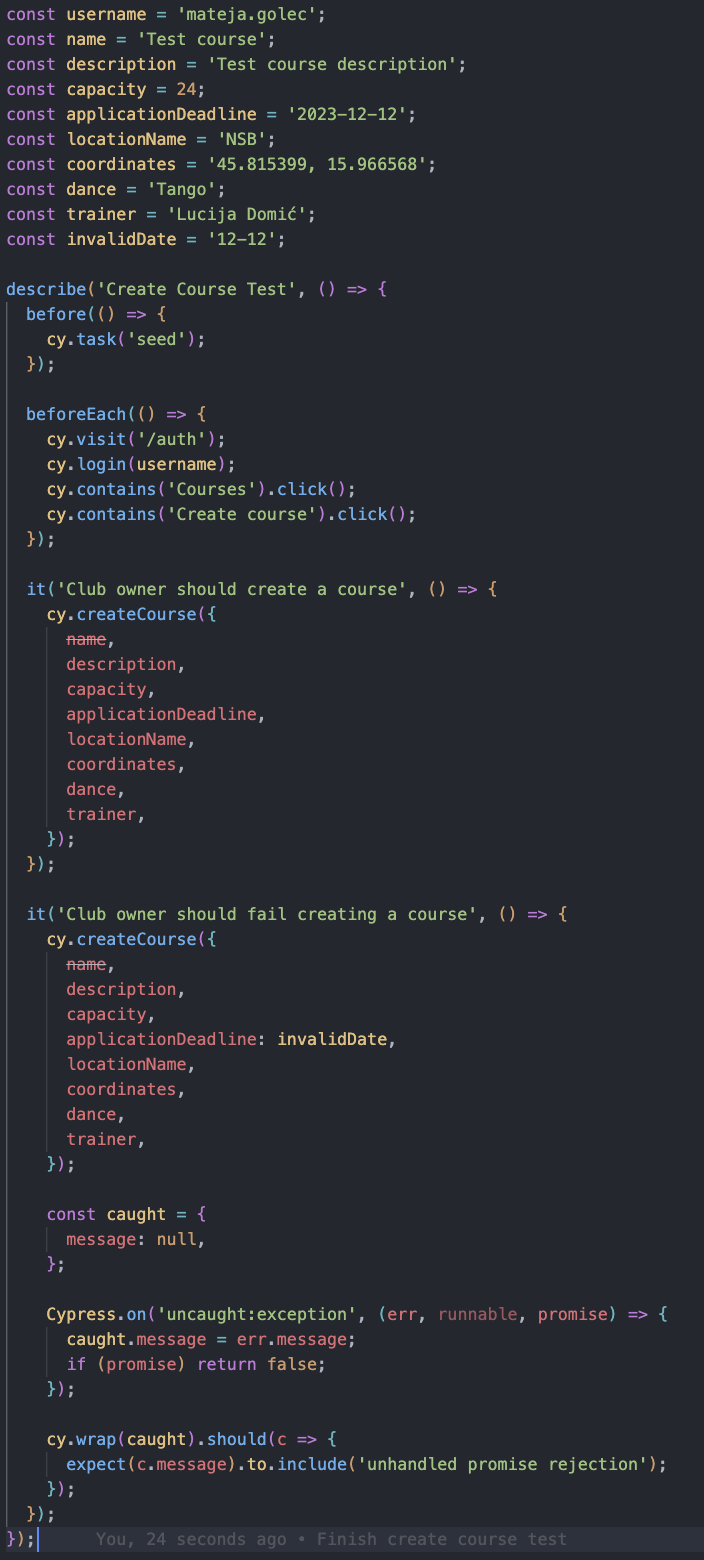 const username = 'mateja.golec';
const name = 'Test course';
const description = 'Test course description';
const capacity = 24;
const applicationDeadline = '2023-12-12';
const locationName = 'NSB';
const coordinates = '45.815399, 15.966568';
const dance = 'Tango';
const trainer = 'Lucija Domić';
const invalidDate = '12-12';

describe('Create Course Test', () => {
  before(() => {
    cy.task('seed');
  });

  beforeEach(() => {
    cy.visit('/auth');
    cy.login(username);
    cy.contains('Courses').click();
    cy.contains('Create course').click();
  });

  it('Club owner should create a course', () => {
    cy.createCourse({
      name,
      description,
      capacity,
      applicationDeadline,
      locationName,
      coordinates,
      dance,
      trainer,
    });
  });

  it('Club owner should fail creating a course', () => {
    cy.createCourse({
      name,
      description,
      capacity,
      applicationDeadline: invalidDate,
      locationName,
      coordinates,
      dance,
      trainer,
    });

    const caught = {
      message: null,
    };

    Cypress.on('uncaught:exception', (err, runnable, promise) => {
      caught.message = err.message;
      if (promise) return false;
    });

    cy.wrap(caught).should(c => {
      expect(c.message).to.include('unhandled promise rejection');
    });
  });
});      You, 24 seconds ago • Finish create course test